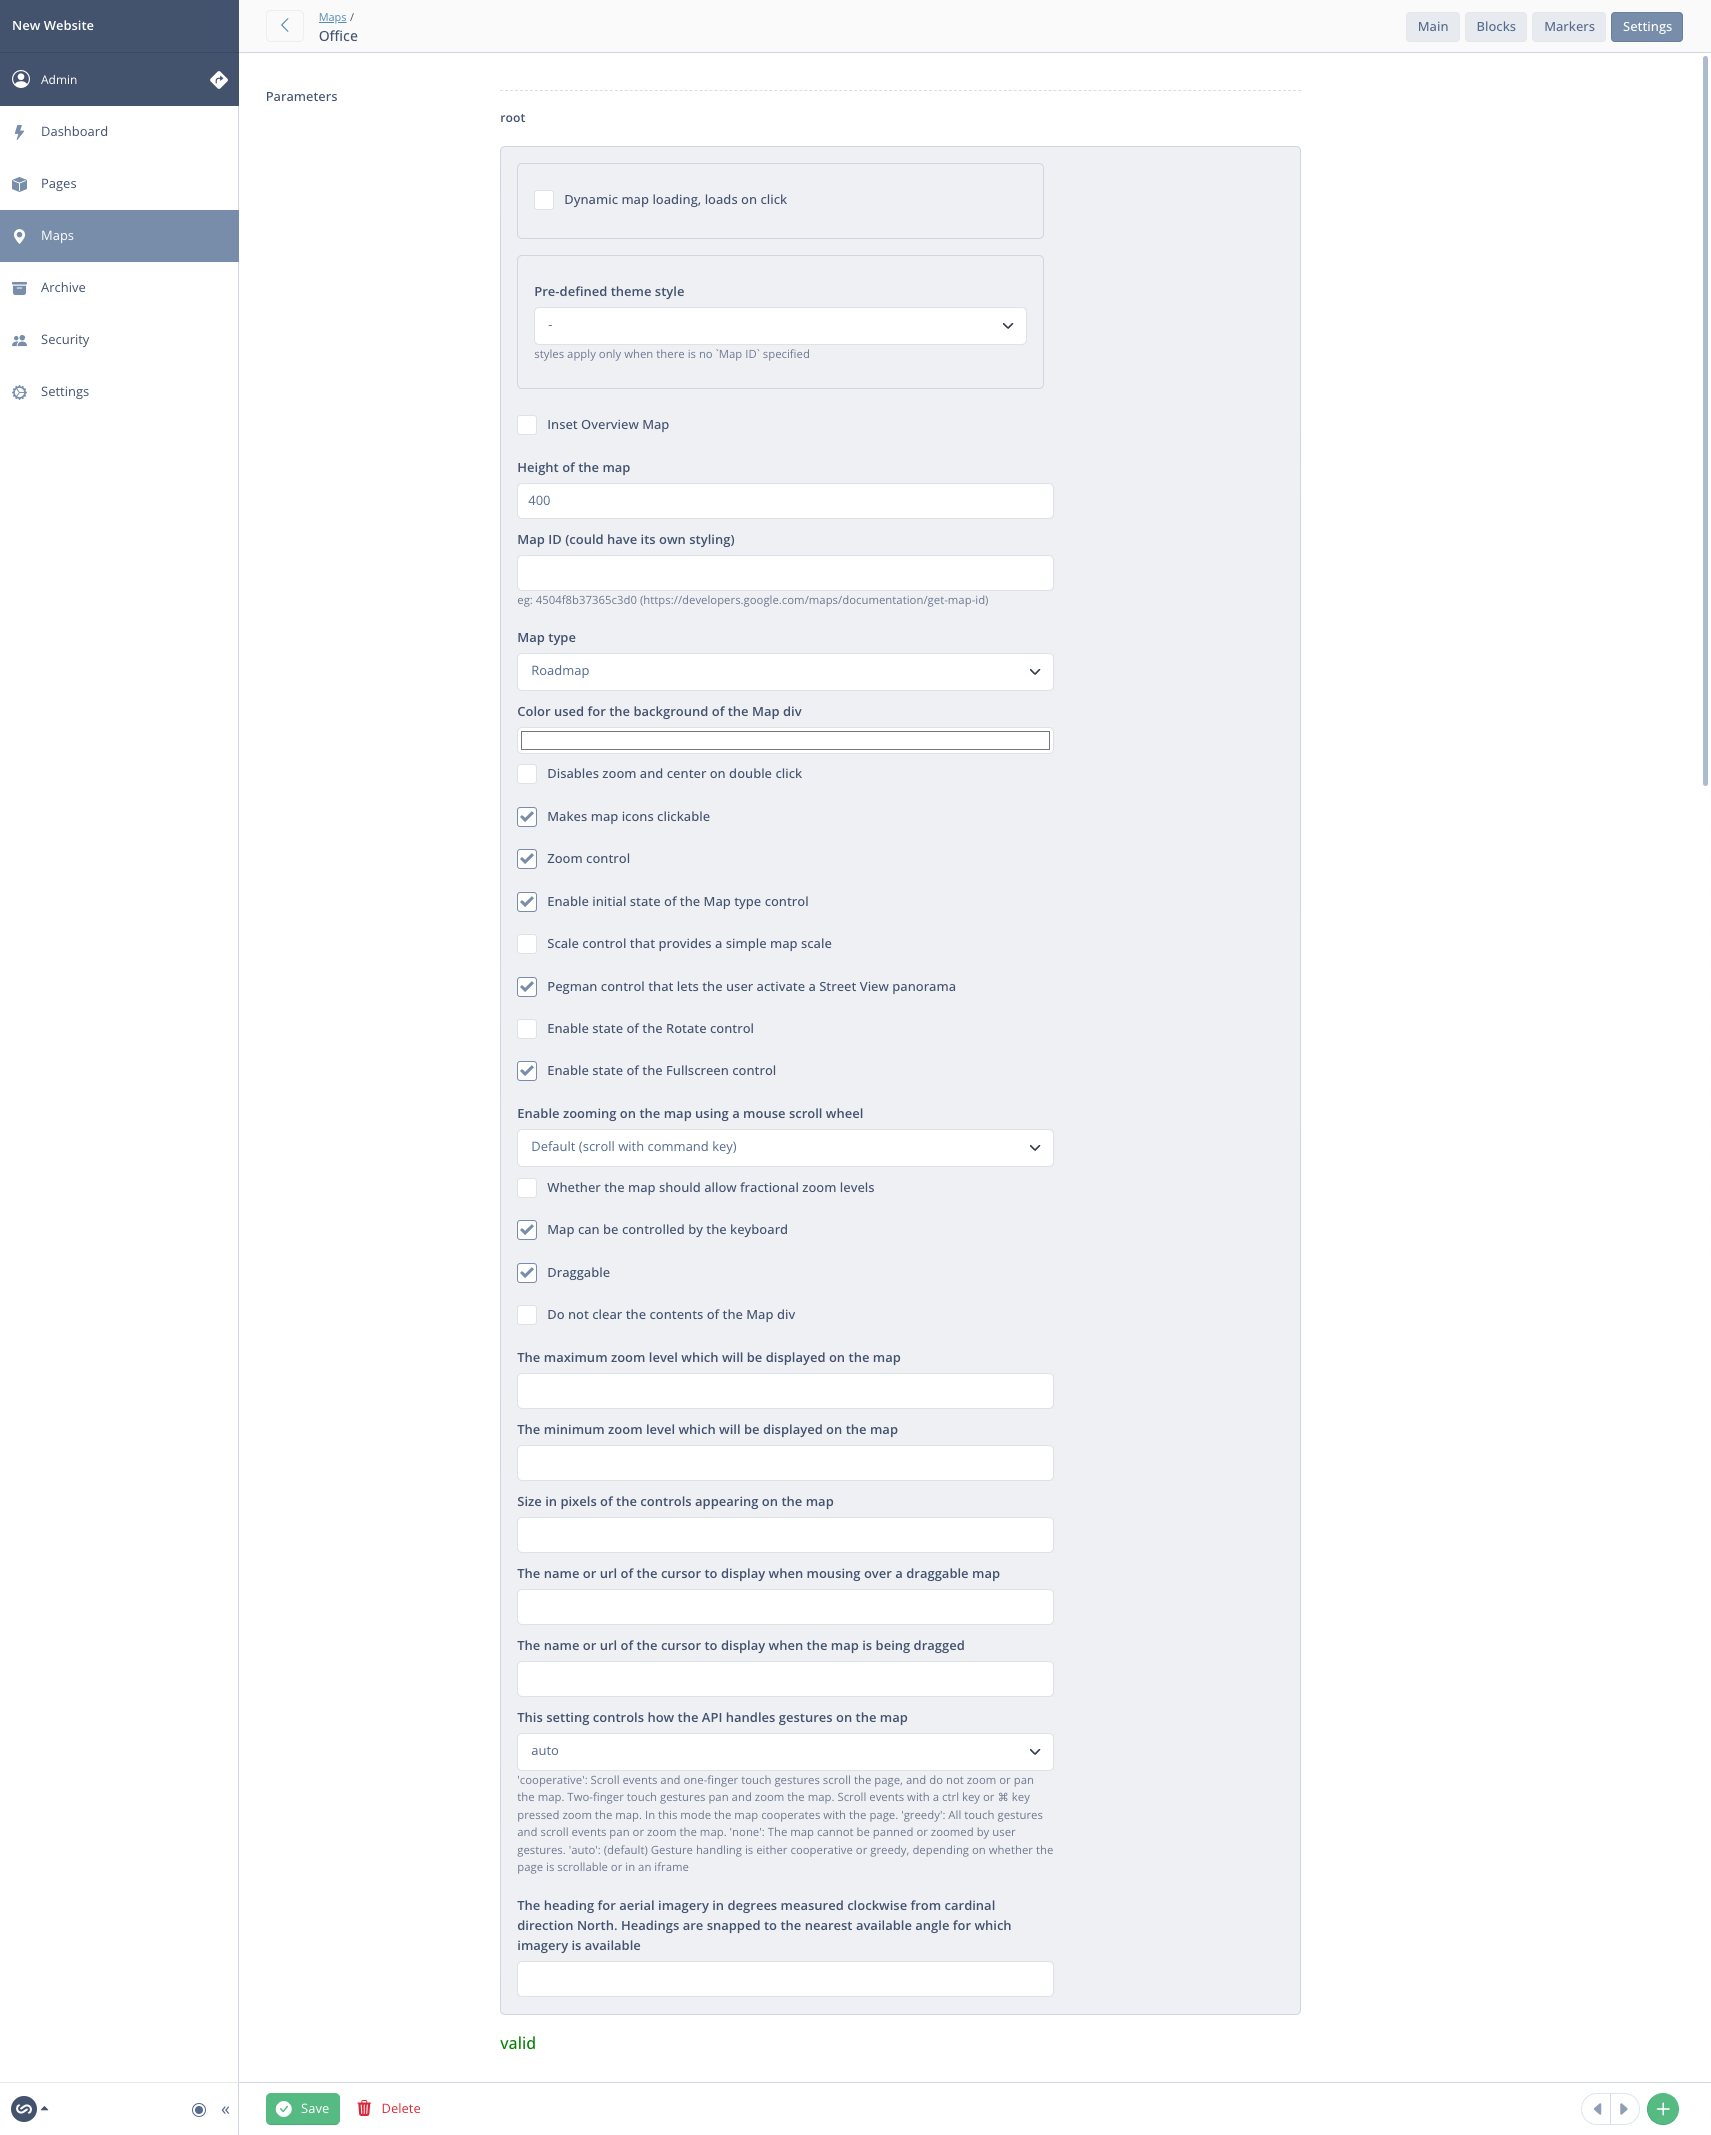 New Website
Admin
Dashboard
Pages
Maps
Archive
Security
Settings
Maps /
Office
Main
Blocks
Markers
Settings
Parameters
root
Dynamic map loading, loads on click
Pre-defined theme style
-
styles apply only when there is no `Map ID` specified
Inset Overview Map
Height of the map
400
Map ID (could have its own styling)
eg: 4504f8b37365c3d0 (https://developers.google.com/maps/documentation/get-map-id)
Map type
Roadmap
Color used for the background of the Map div
Disables zoom and center on double click
Makes map icons clickable
Zoom control
Enable initial state of the Map type control
Scale control that provides a simple map scale
Pegman control that lets the user activate a Street View panorama
Enable state of the Rotate control
Enable state of the Fullscreen control
Enable zooming on the map using a mouse scroll wheel
Default (scroll with command key)
Whether the map should allow fractional zoom levels
Map can be controlled by the keyboard
Draggable
Do not clear the contents of the Map div
The maximum zoom level which will be displayed on the map
The minimum zoom level which will be displayed on the map
Size in pixels of the controls appearing on the map
The name or url of the cursor to display when mousing over a draggable map
The name or url of the cursor to display when the map is being dragged
This setting controls how the API handles gestures on the map
auto
'cooperative': Scroll events and one-finger touch gestures scroll the page, and do not zoom or pan
the map. Two-finger touch gestures pan and zoom the map. Scroll events with a ctrl key or ⌘ key
pressed zoom the map. In this mode the map cooperates with the page. 'greedy': All touch gestures
and scroll events pan or zoom the map. 'none': The map cannot be panned or zoomed by user
gestures. 'auto': (default) Gesture handling is either cooperative or greedy, depending on whether the
page is scrollable or in an iframe
The heading for aerial imagery in degrees measured clockwise from cardinal
direction North. Headings are snapped to the nearest available angle for which
imagery is available
valid
«
Save
Delete